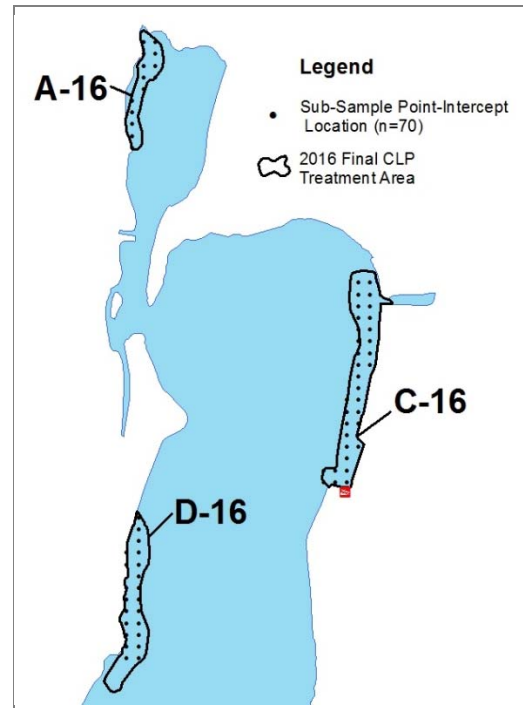 A-16
Legend
Sub-Sample Point-Intercept
Location (n=70)
2016 Final CLP
Treatment Area
C-16
D-16